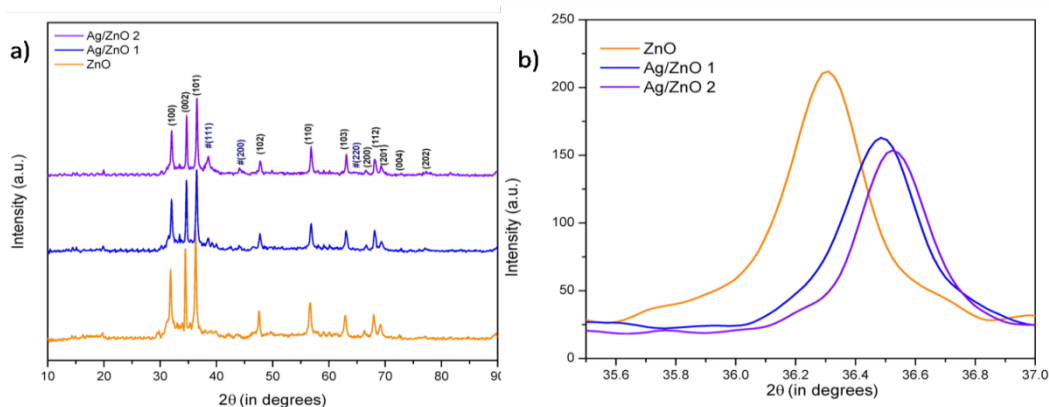 a)
Ag/ZnO 2
Ag/ZnO 1
ZnO
(100)
(002)
(101)
#(111)
#(200)
(102)
(110)
(103)
#(220)
(200)
(112)
(201)
(004)
(202)
Intensity (a.u.)
10 20 30 40 50 60 70 80 90
2θ (in degrees)
b)
ZnO
Ag/ZnO 1
Ag/ZnO 2
250
200
150
100
50
0
Intensity (a.u.)
35.6 35.8 36.0 36.2 36.4 36.6 36.8 37.0
2θ (in degrees)